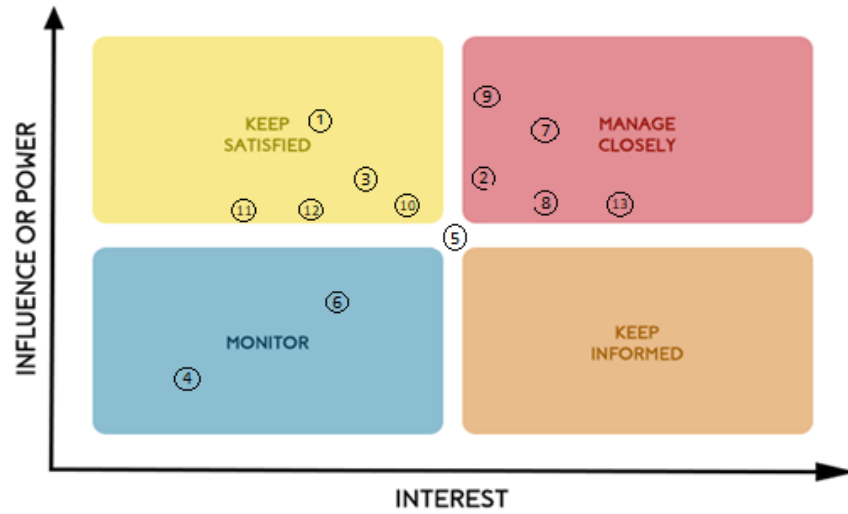 INFLUENCE OR POWER
9
1
7
KEEP
SATISFIED
MANAGE
CLOSELY
3
2
11
12
10
8
13
5
6
MONITOR
KEEP
INFORMED
4
INTEREST